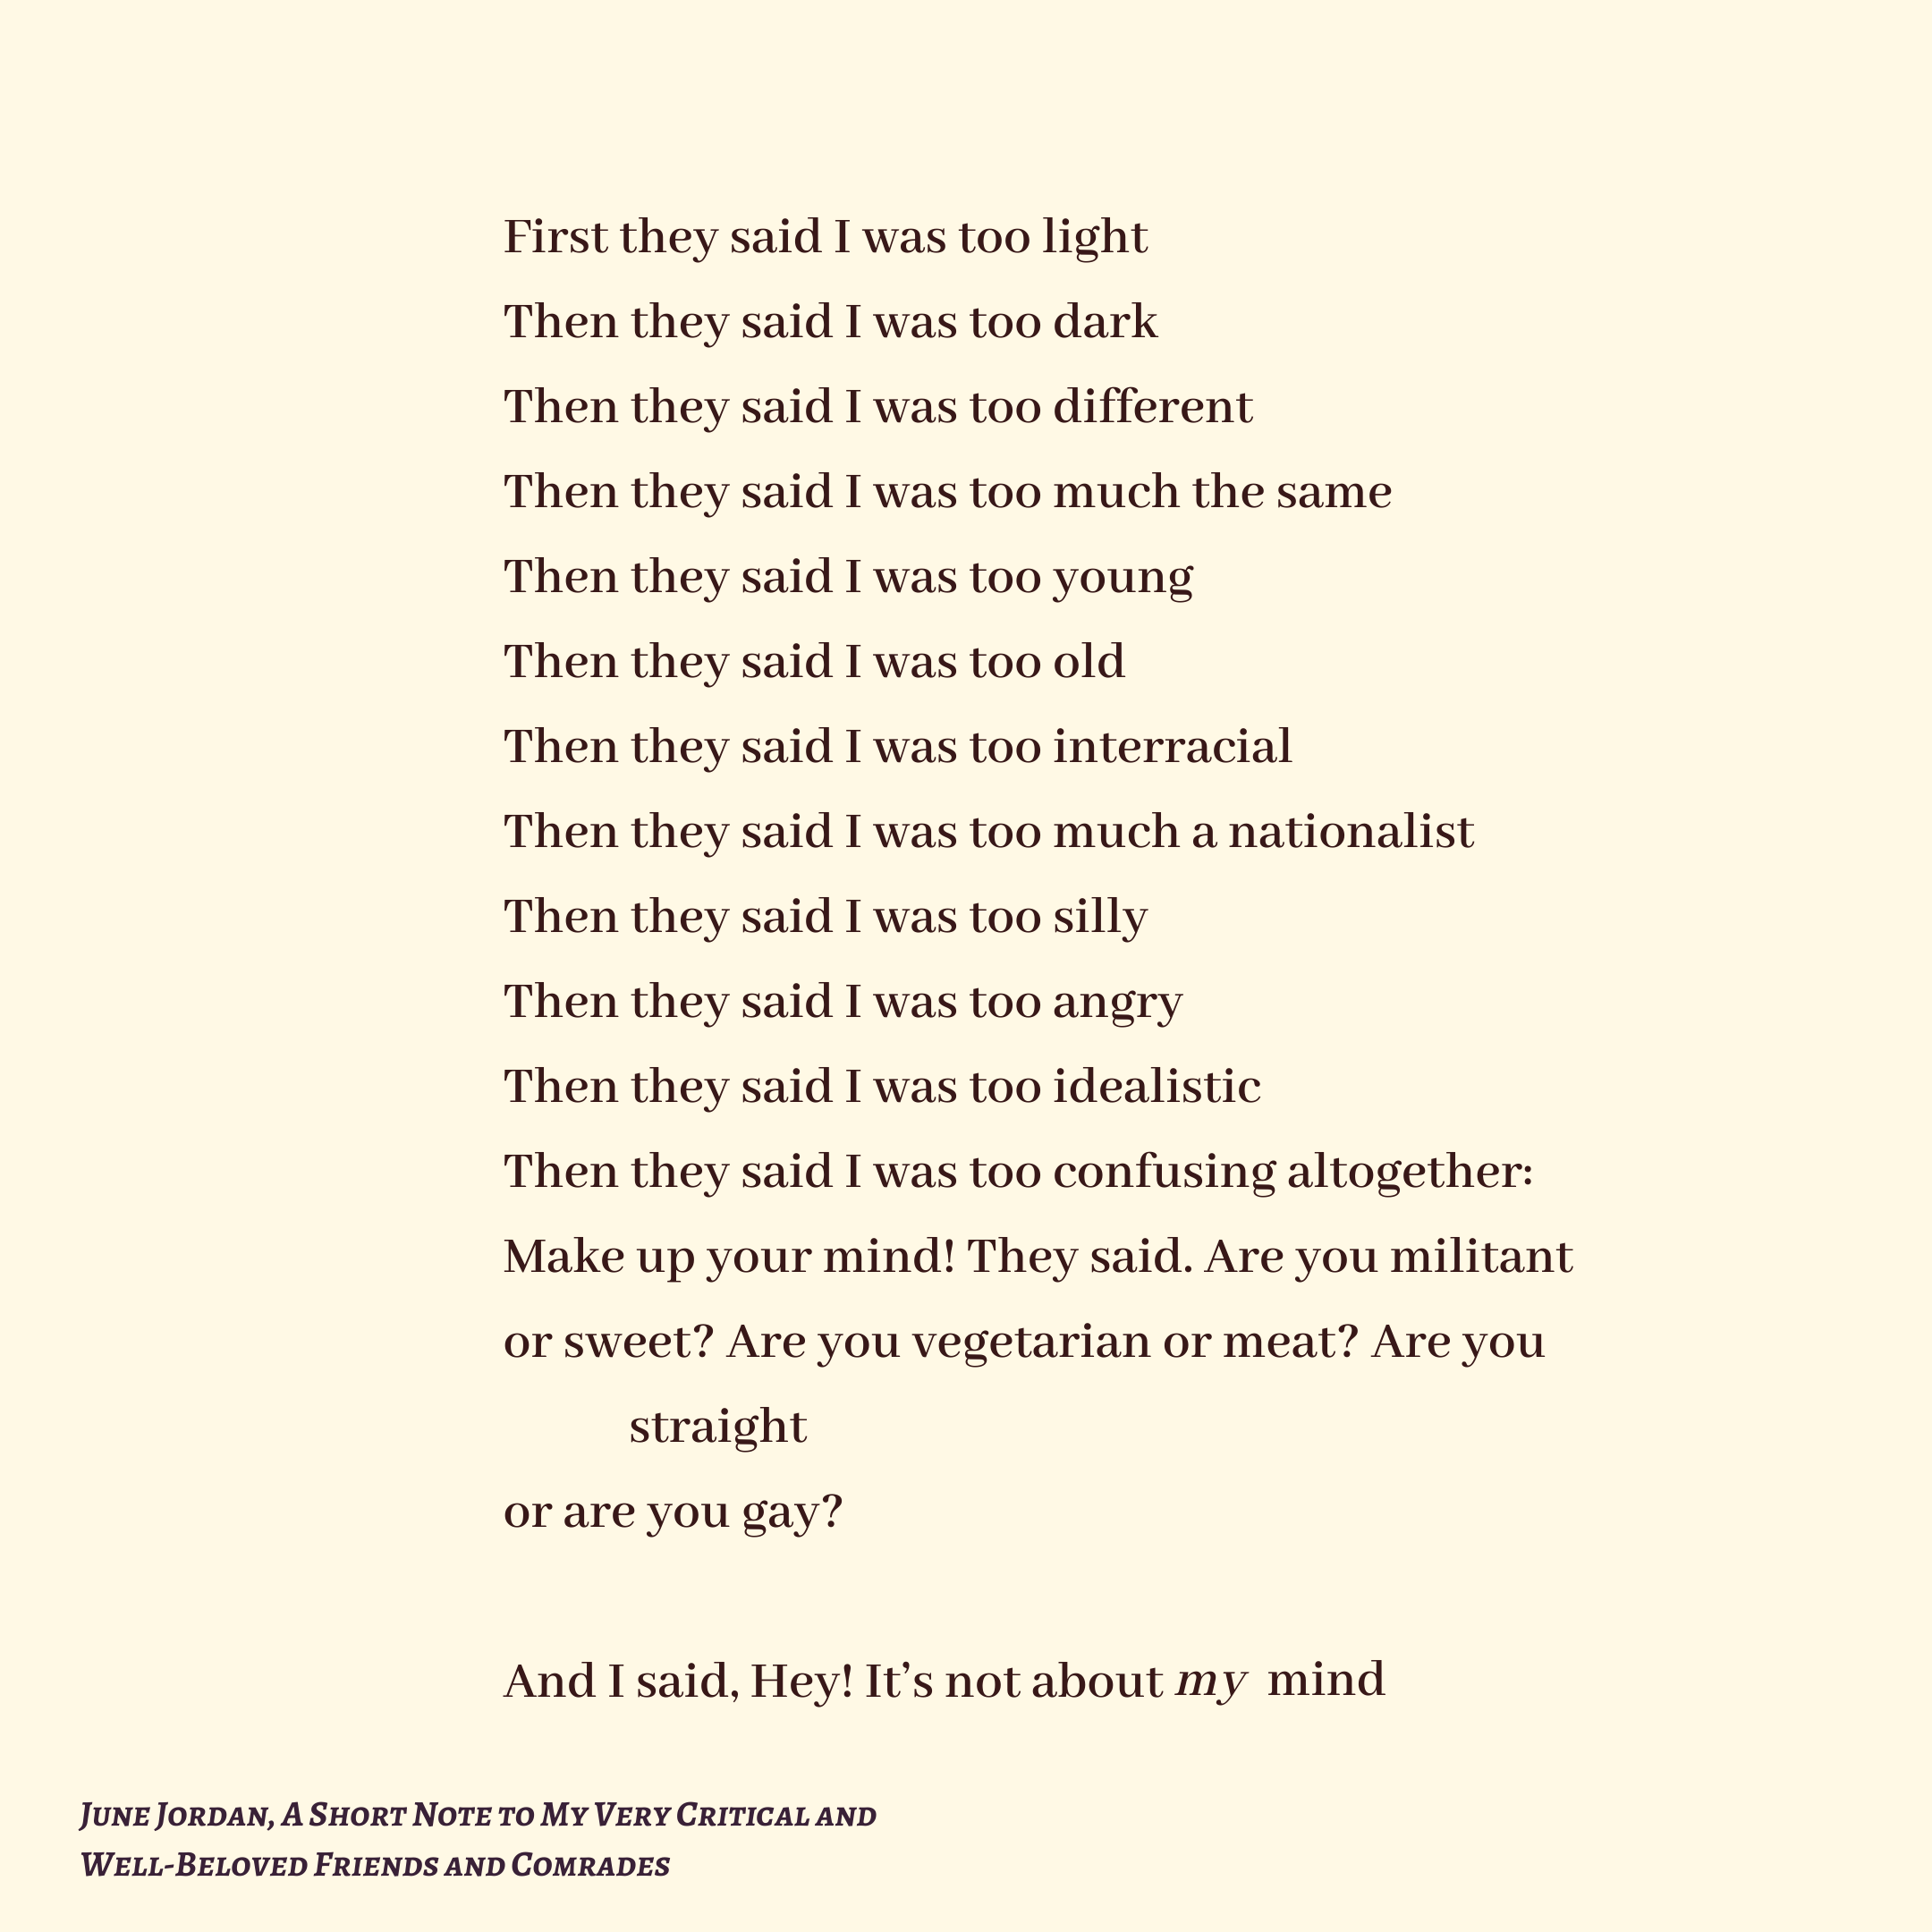 First they said I was too light
Then they said I was too dark
Then they said I was too different
Then they said I was too much the same
Then they said I was too young
Then they said I was too old
Then they said I was too interracial
Then they said I was too much a nationalist
Then they said I was too silly
Then they said I was too angry
Then they said I was too idealistic
Then they said I was too confusing altogether:
Make up your mind! They said. Are you militant
or sweet? Are you vegetarian or meat? Are you
straight
or are you gay?
And I said, Hey! It’s not about my mind
June Jordan, A Short Note to My Very Critical and
Well-Beloved Friends and Comrades